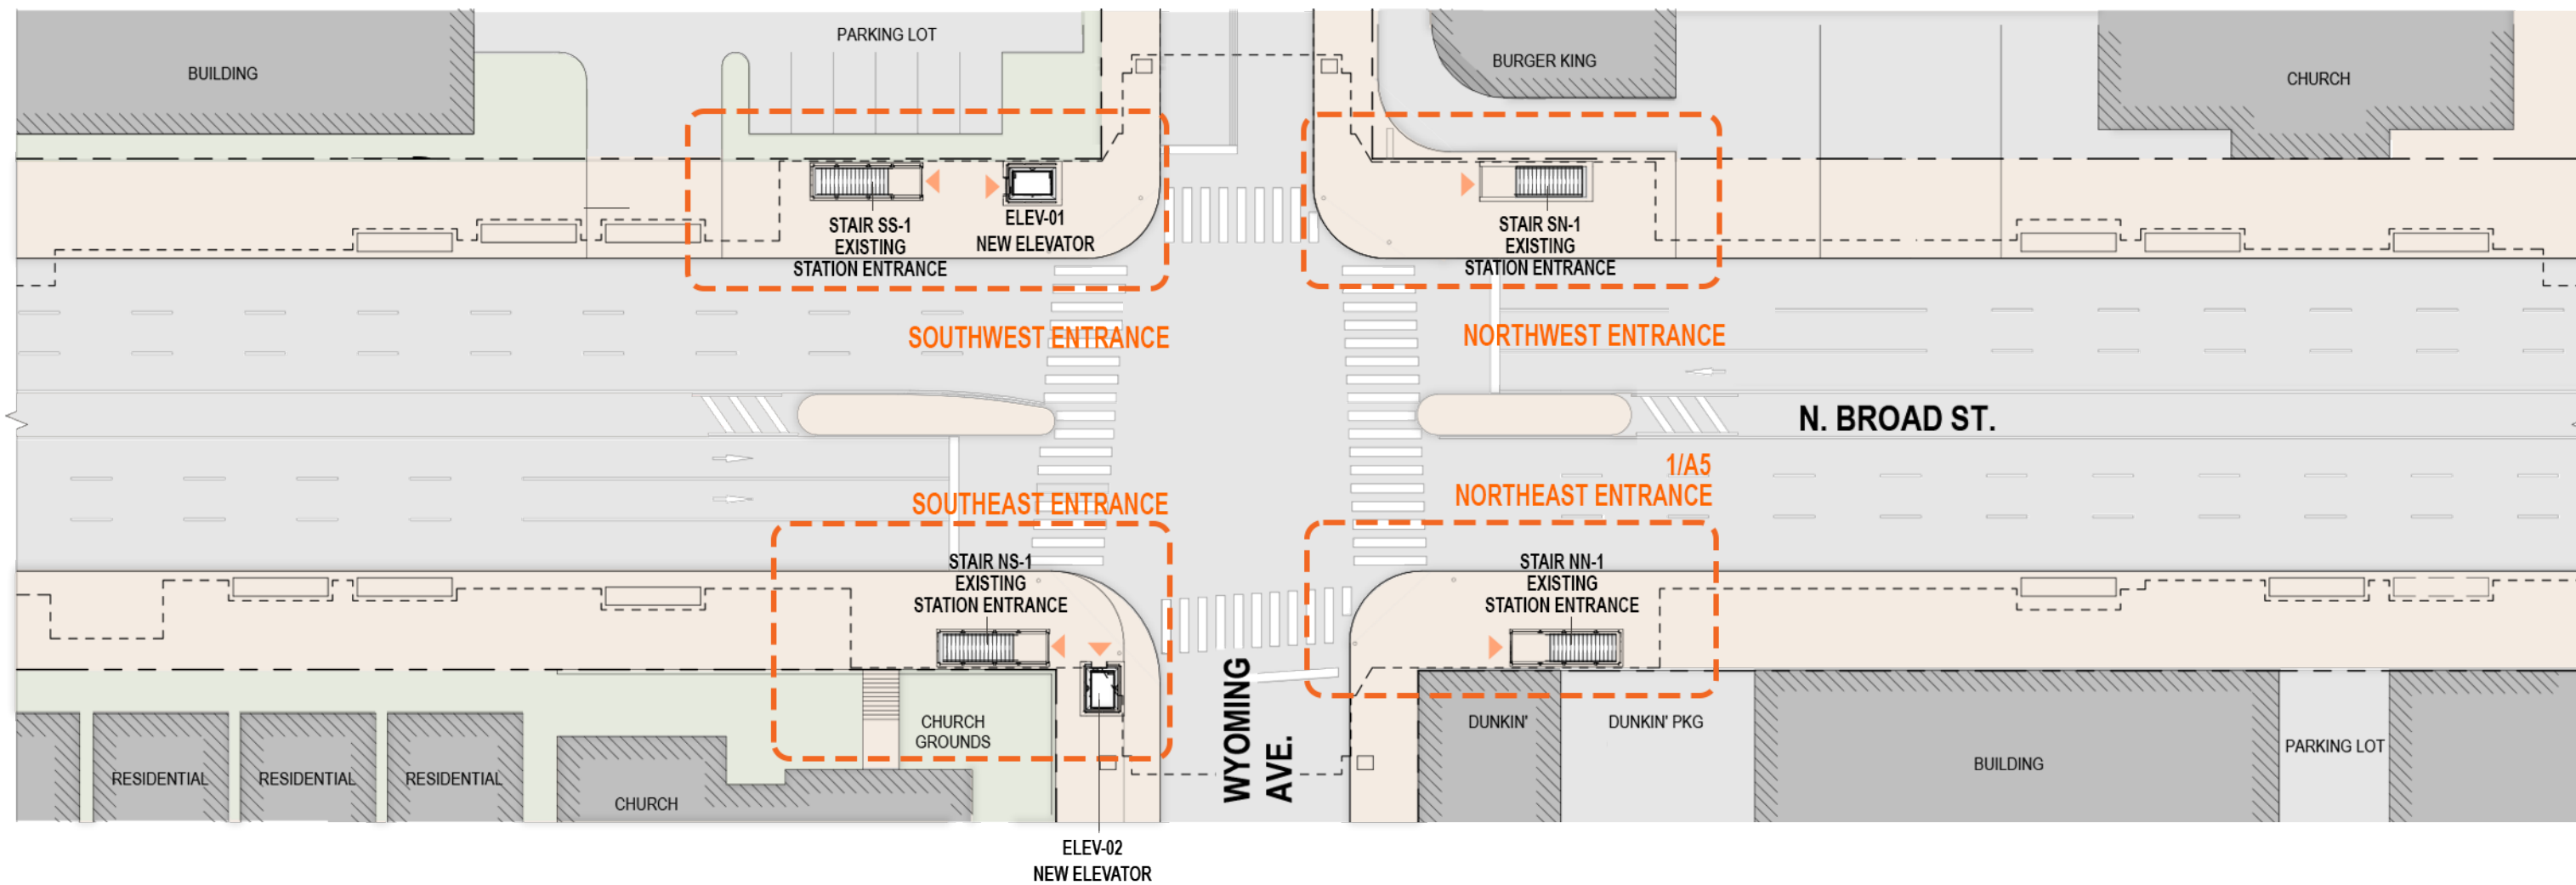 PARKING LOT
BUILDING
BURGER KING
CHURCH
STAIR SS-1
EXISTING
STATION ENTRANCE
ELEV-01
NEW ELEVATOR
STAIR SN-1
EXISTING
STATION ENTRANCE
SOUTHWEST ENTRANCE
NORTHWEST ENTRANCE
N. BROAD ST.
1/A5
SOUTHEAST ENTRANCE
NORTHEAST ENTRANCE
STAIR NS-1
EXISTING
STATION ENTRANCE
STAIR NN-1
EXISTING
STATION ENTRANCE
WYOMING
AVE.
CHURCH
GROUNDS
DUNKIN'
DUNKIN' PKG
PARKING LOT
BUILDING
RESIDENTIAL
RESIDENTIAL
RESIDENTIAL
CHURCH
ELEV-02
NEW ELEVATOR